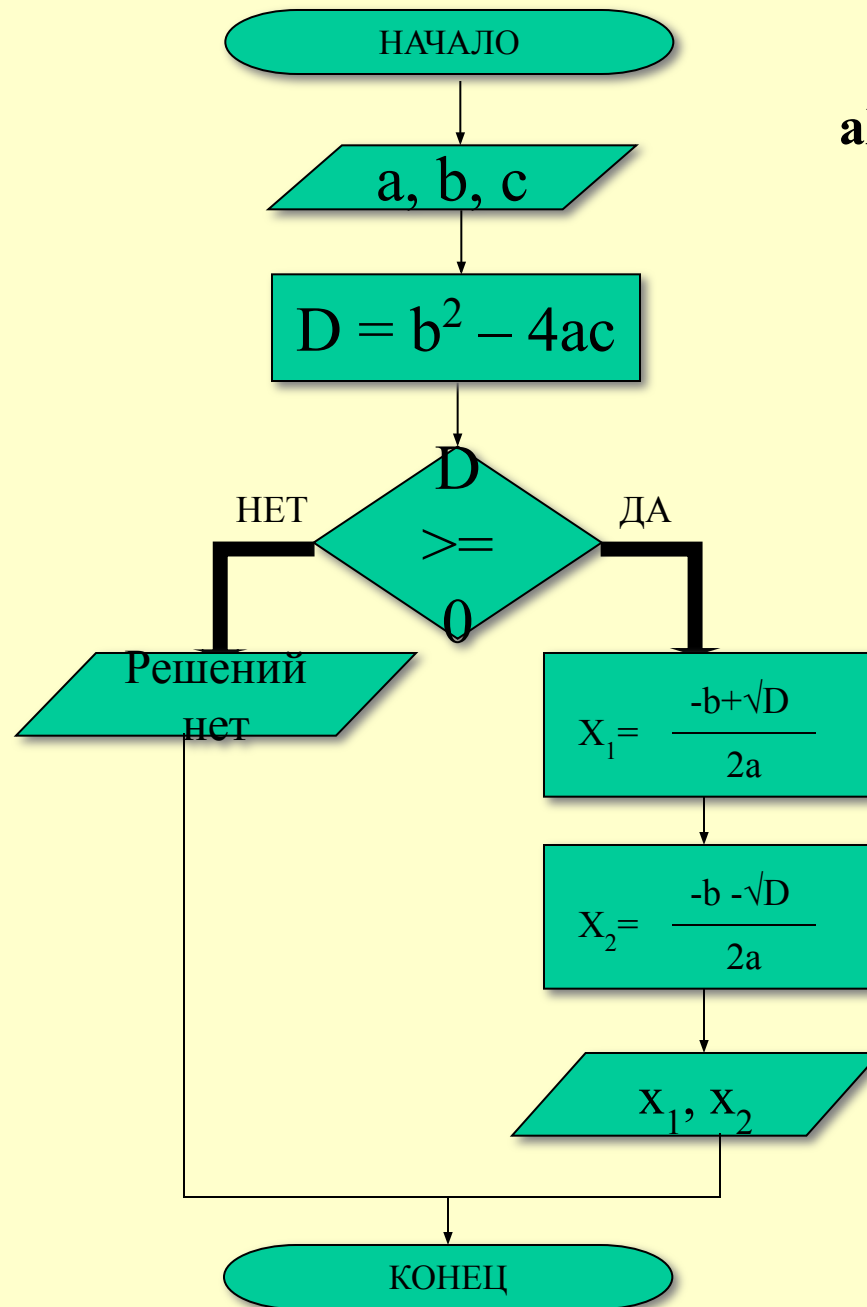 НАЧАЛО
a, b, c
D = b² – 4ac
D
>=
0
НЕТ
ДА
Решений
нет
X₁=
-b+√D
2a
X₂=
-b -√D
2a
x₁, x₂
КОНЕЦ